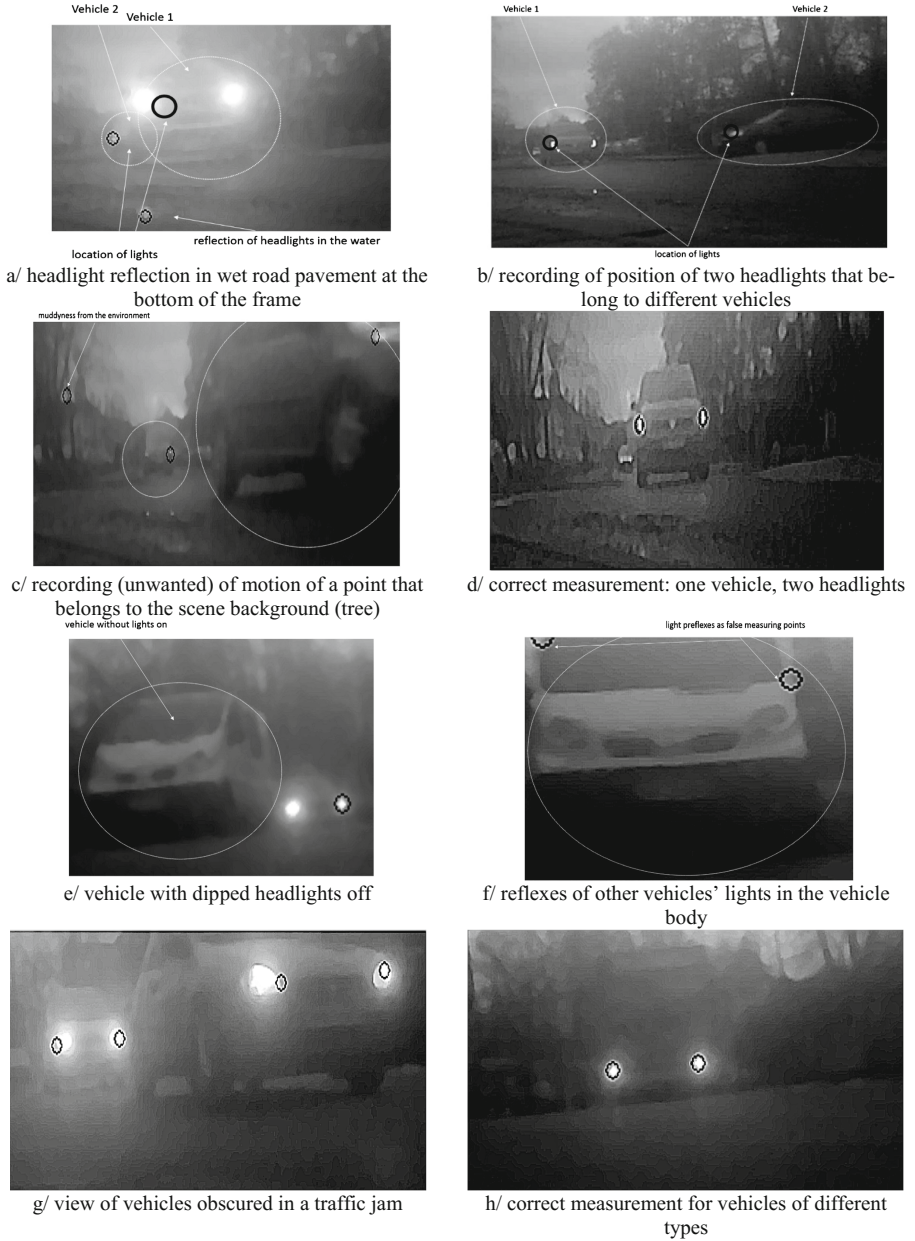 Vehicle 2
Vehicle 1
location of lights
reflection of headlights in the water
a/ headlight reflection in wet road pavement at the
bottom of the frame
Vehicle 1
Vehicle 2
location of lights
b/ recording of position of two headlights that be-
long to different vehicles
muddyness from the environment
c/ recording (unwanted) of motion of a point that
belongs to the scene background (tree)
d/ correct measurement: one vehicle, two headlights
vehicle without lights on
e/ vehicle with dipped headlights off
light preflexes as false measuring points
f/ reflexes of other vehicles' lights in the vehicle
body
g/ view of vehicles obscured in a traffic jam
h/ correct measurement for vehicles of different
types